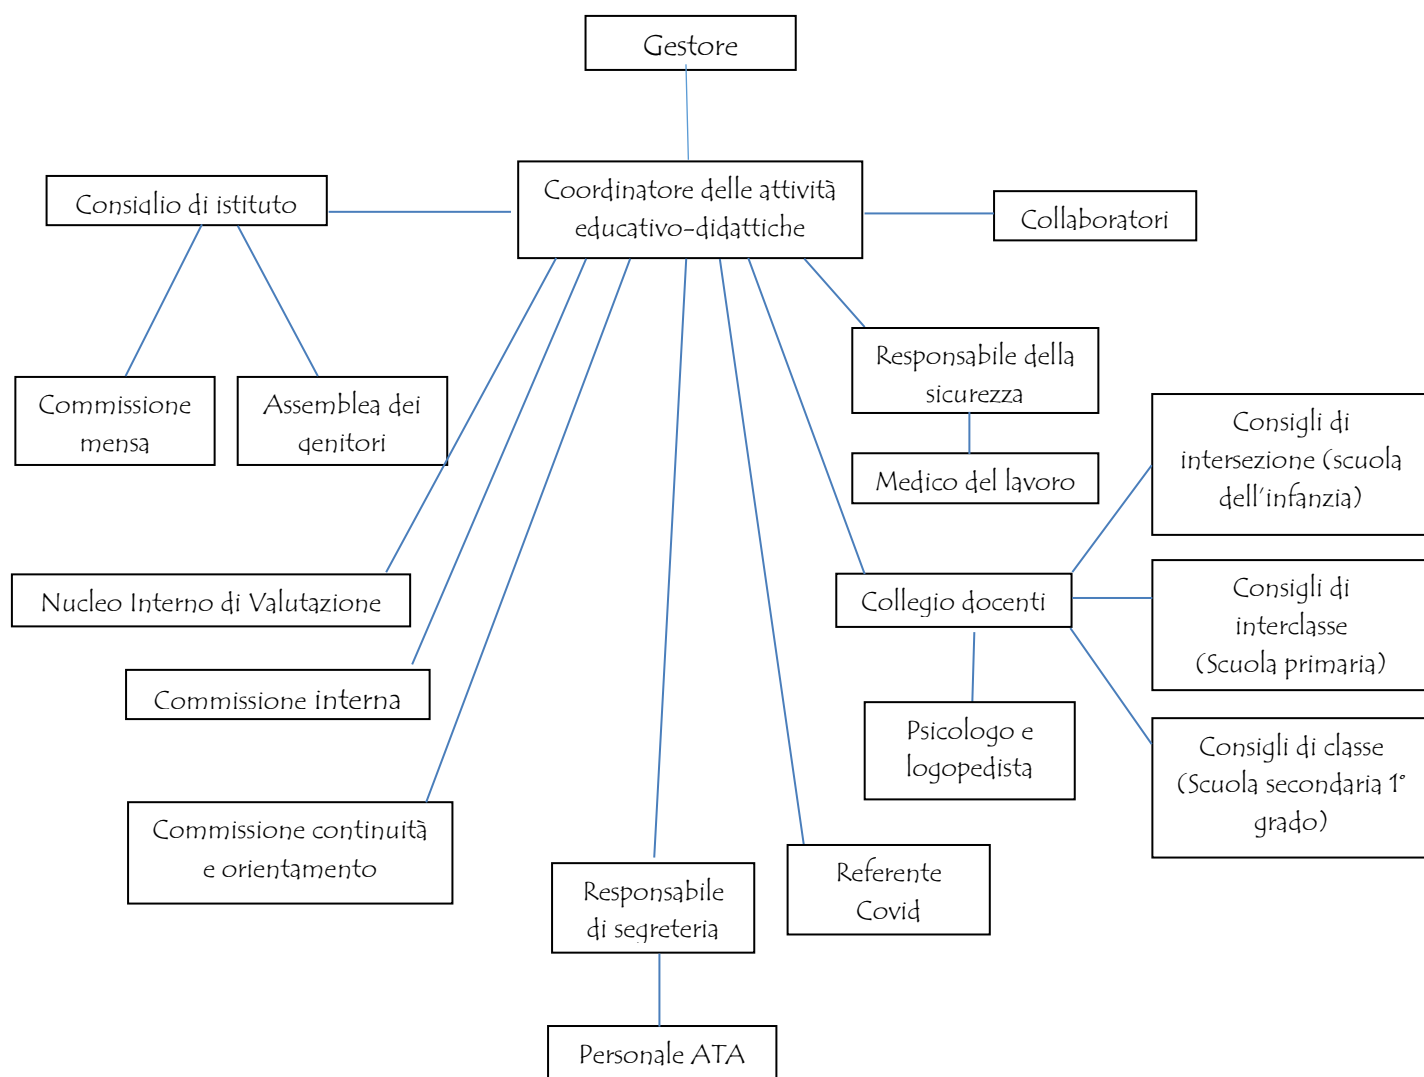 Gestore
Coordinatore delle attività
educativo-didattiche
Consiglio di istituto
Collaboratori
Commissione
mensa
Assemblea dei
genitori
Responsabile della
sicurezza
Medico del lavoro
Consigli di
intersezione (scuola
dell'infanzia)
Nucleo Interno di Valutazione
Collegio docenti
Consigli di
interclasse
(Scuola primaria)
Commissione interna
Psicologo e
logopedista
Consigli di classe
(Scuola secondaria 1°
grado)
Commissione continuità
e orientamento
Responsabile
di segreteria
Referente
Covid
Personale ATA